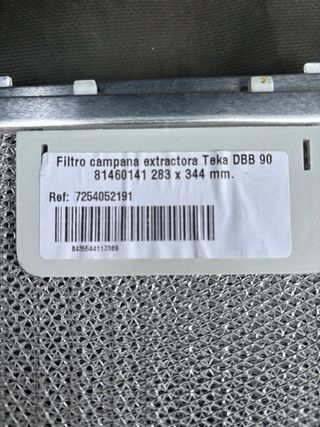 Filtro campana extractora Teka DBB 90
81460141 283 x 344 mm.
Ref: 7254052191
8435544117389